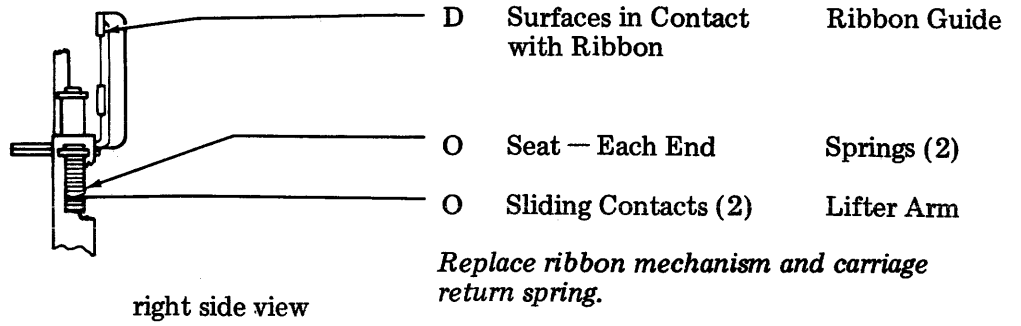 D Surfaces in Contact Ribbon Guide
with Ribbon
O Seat — Each End Springs (2)
O Sliding Contacts (2) Lifter Arm
Replace ribbon mechanism and carriage
return spring.
right side view